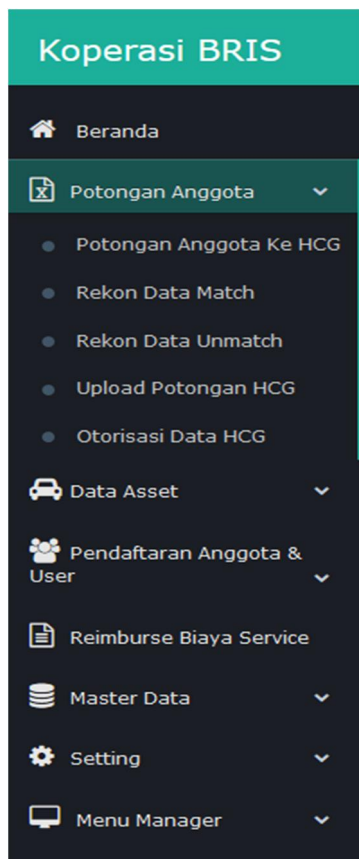 Koperasi BRIS
Beranda
Potongan Anggota
Potongan Anggota Ke HCG
Rekon Data Match
Rekon Data Unmatch
Upload Potongan HCG
Otorisasi Data HCG
Data Asset
Pendaftaran Anggota &
User
Reimburse Biaya Service
Master Data
Setting
Menu Manager